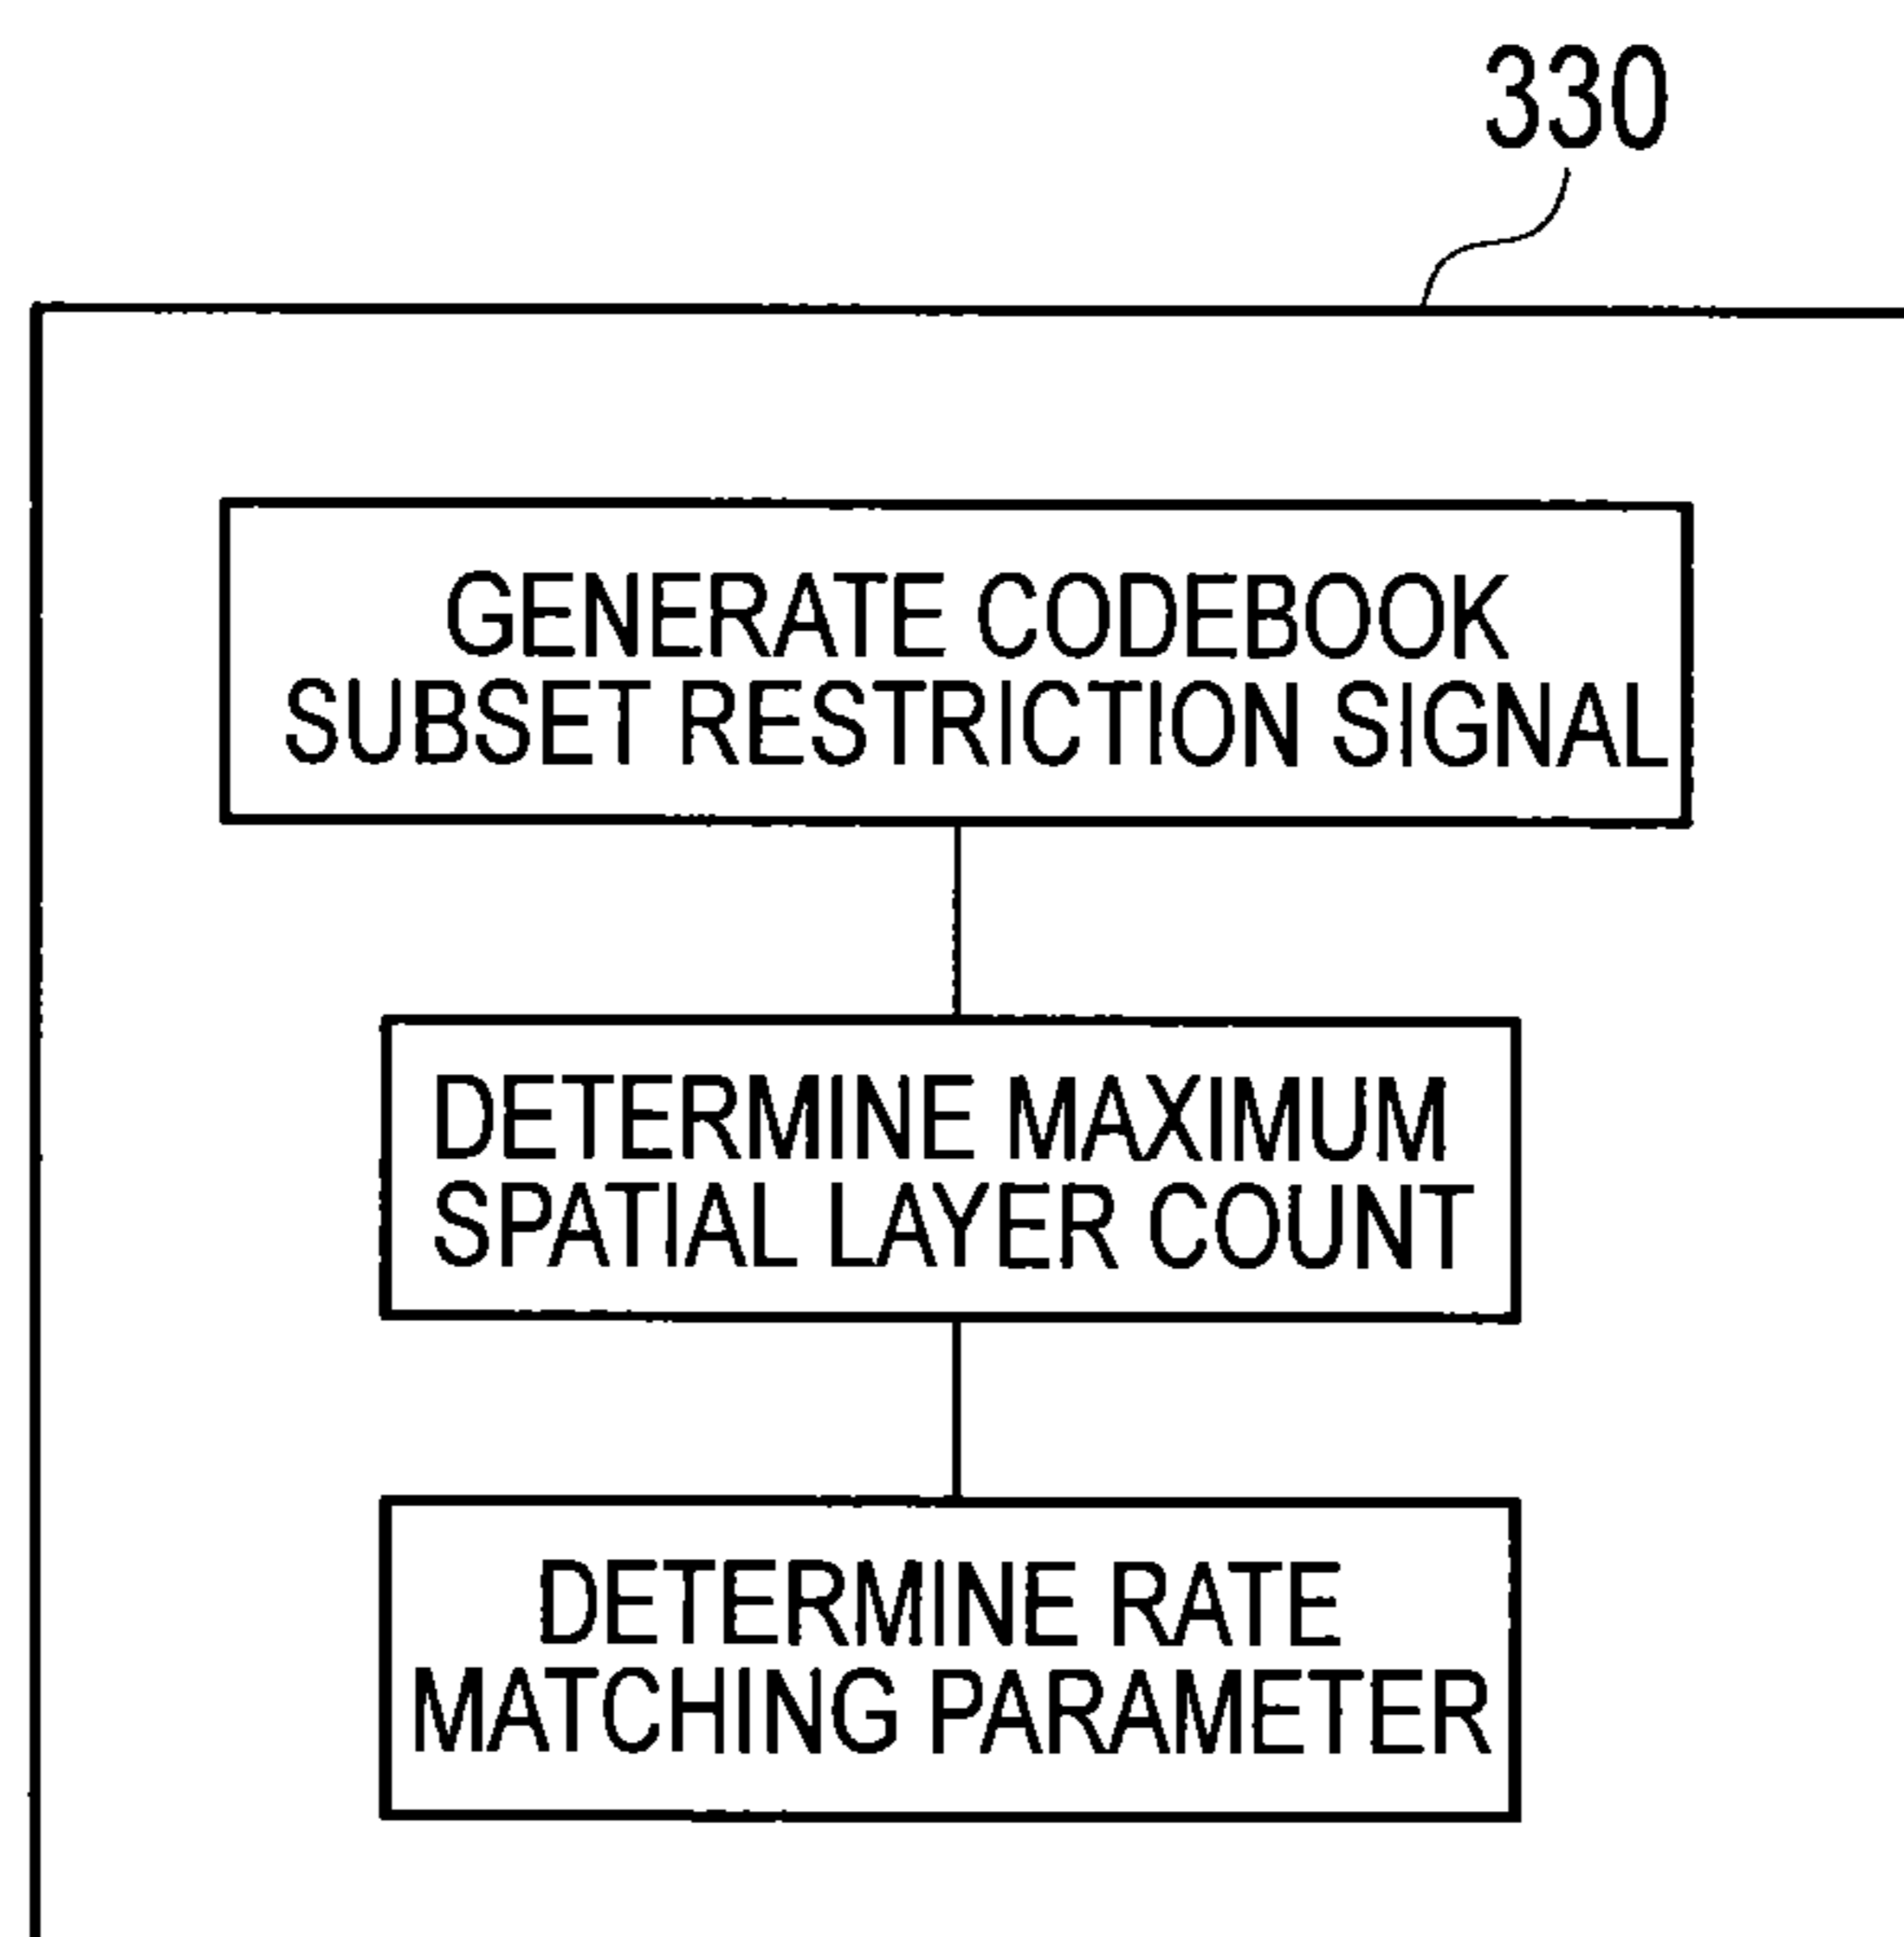 330
GENERATE CODEBOOK
SUBSET RESTRICTION SIGNAL
DETERMINE MAXIMUM
SPATIAL LAYER COUNT
DETERMINE RATE
MATCHING PARAMETER